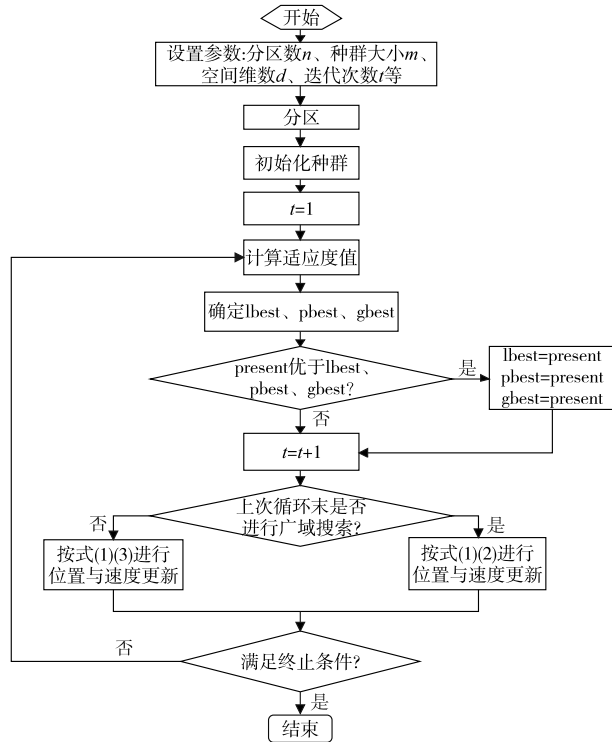 开始
设置参数:分区数n、种群大小m、
空间维数d、迭代次数t等
分区
初始化种群
t=1
计算适应度值
确定lbest、pbest、gbest
present优于lbest、
pbest、gbest?
是
lbest=present
pbest=present
gbest=present
否
t=t+1
上次循环末是否
进行广域搜索?
否
是
按式(1)(3)进行
位置与速度更新
按式(1)(2)进行
位置与速度更新
满足终止条件?
否
是
结束